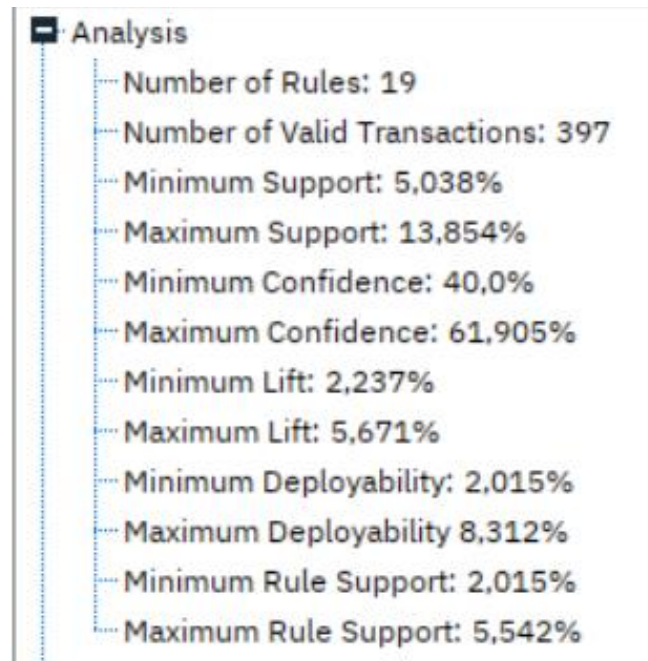 Analysis
Number of Rules: 19
Number of Valid Transactions: 397
Minimum Support: 5,038%
Maximum Support: 13,854%
Minimum Confidence: 40,0%
Maximum Confidence: 61,905%
Minimum Lift: 2,237%
Maximum Lift: 5,671%
Minimum Deployability: 2,015%
Maximum Deployability 8,312%
Minimum Rule Support: 2,015%
Maximum Rule Support: 5,542%